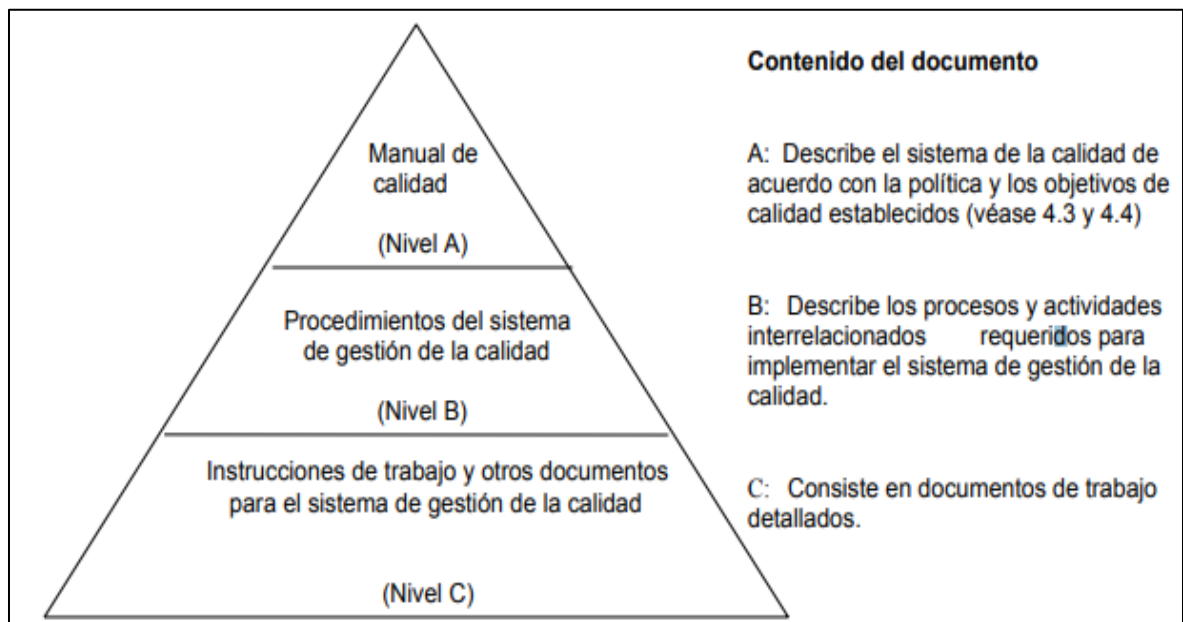 Manual de
calidad
(Nivel A)
Procedimientos del sistema
de gestión de la calidad
(Nivel B)
Instrucciones de trabajo y otros documentos
para el sistema de gestión de la calidad
(Nivel C)
Contenido del documento
A: Describe el sistema de la calidad de
acuerdo con la política y los objetivos de
calidad establecidos (véase 4.3 y 4.4)
B: Describe los procesos y actividades
interrelacionados requeridos para
implementar el sistema de gestión de la
calidad.
C: Consiste en documentos de trabajo
detallados.